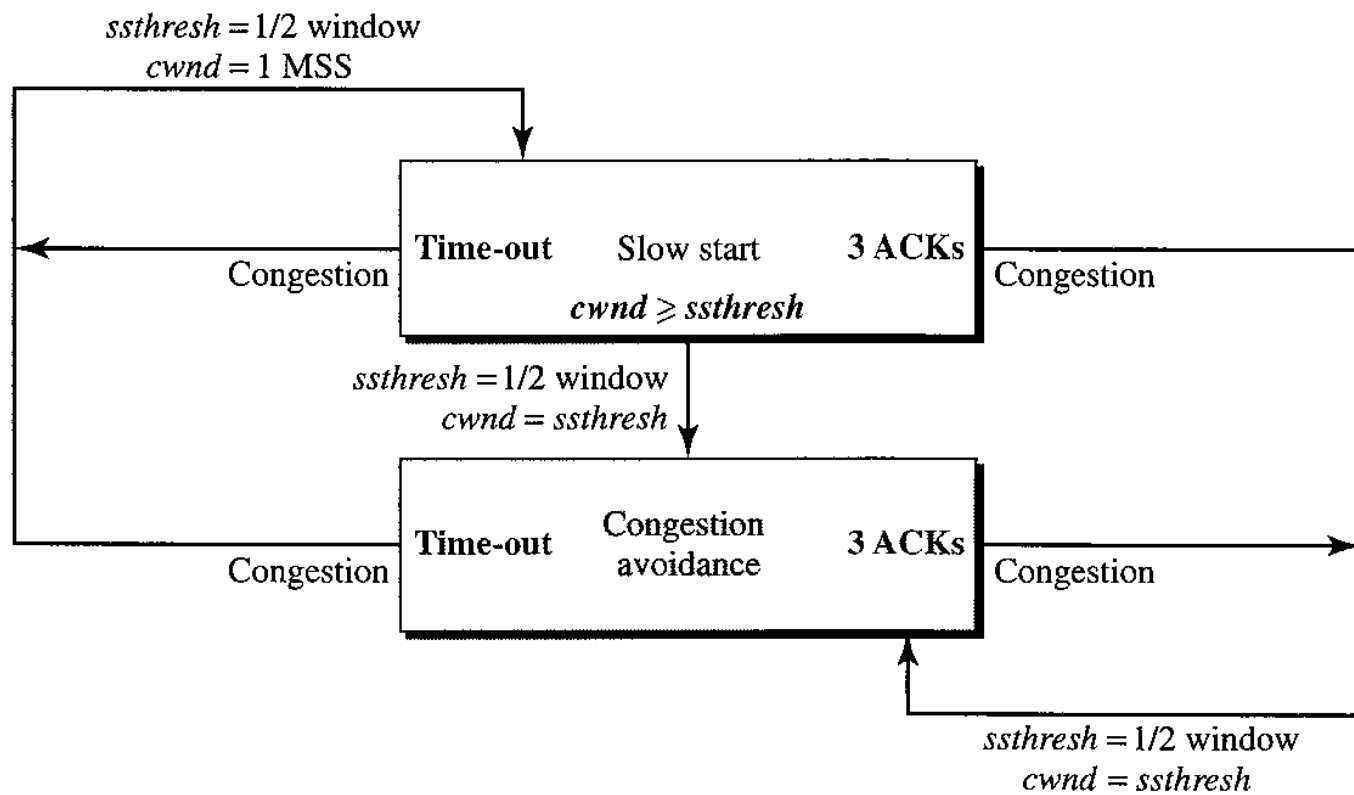 ssthresh = 1/2 window
cwnd = 1 MSS
Time-out Slow start 3 ACKs
Congestion Congestion
cwnd ⩾ ssthresh
ssthresh = 1/2 window
cwnd = ssthresh
Time-out Congestion avoidance 3 ACKs
Congestion Congestion
ssthresh = 1/2 window
cwnd = ssthresh